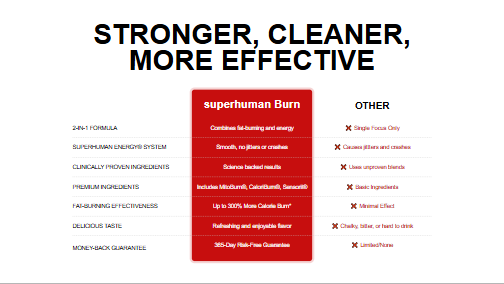 STRONGER, CLEANER,
MORE EFFECTIVE
superhuman Burn
OTHER
2-IN-1 FORMULA
Combines fat-burning and energy
Single Focus Only
SUPERHUMAN ENERGY® SYSTEM
Smooth, no jitters or crashes
Causes jitters and crashes
CLINICALLY PROVEN INGREDIENTS
Science backed results
Uses unproven blends
PREMIUM INGREDIENTS
Includes MitoBurn®, CaloriBurn®, Sensoril®
Basic Ingredients
FAT-BURNING EFFECTIVENESS
Up to 300% More Calorie Burn*
Minimal Effect
DELICIOUS TASTE
Refreshing and enjoyable flavor
Chalky, bitter, or hard to drink
MONEY-BACK GUARANTEE
365-Day Risk-Free Guarantee
Limited/None